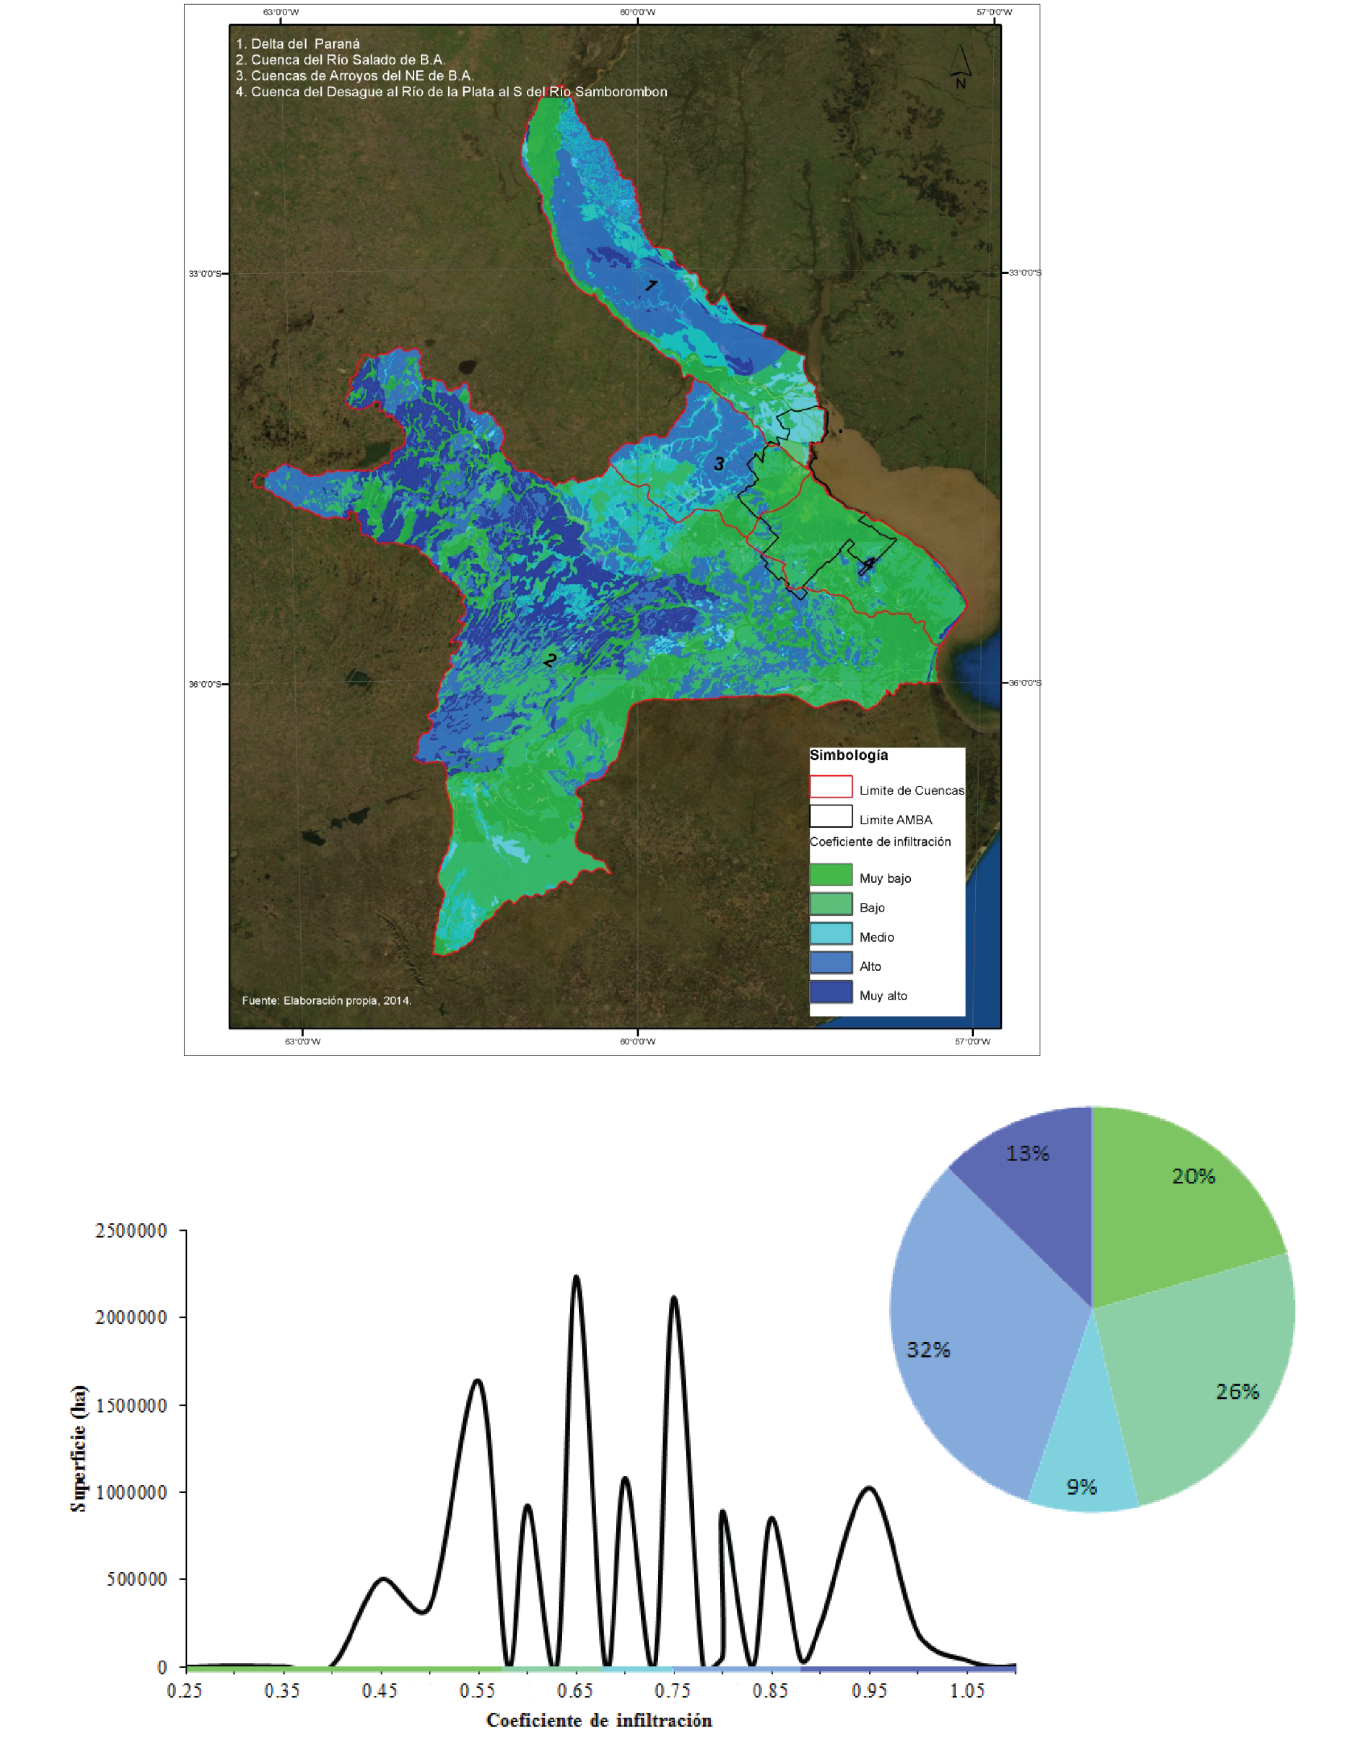 63°0'0"W 60°0'0"W 57°0'0"W
1. Delta del Paraná
2. Cuenca del Río Salado de B.A.
3. Cuencas de Arroyos del NE de B.A.
4. Cuenca del Desague al Río de la Plata al S del Río Samborombon
N
33°0'0"S 33°0'0"S
1
3
4
2
36°0'0"S 36°0'0"S
Simbología
Limite de Cuencas
Limite AMBA
Coeficiente de infiltración
Muy bajo
Bajo
Medio
Alto
Muy alto
Fuente: Elaboración propia, 2014.
63°0'0"W 60°0'0"W 57°0'0"W
13%
20%
32%
26%
9%
2500000
2000000
1500000
1000000
500000
0
Superficie (ha)
0.25 0.35 0.45 0.55 0.65 0.75 0.85 0.95 1.05
Coeficiente de infiltración